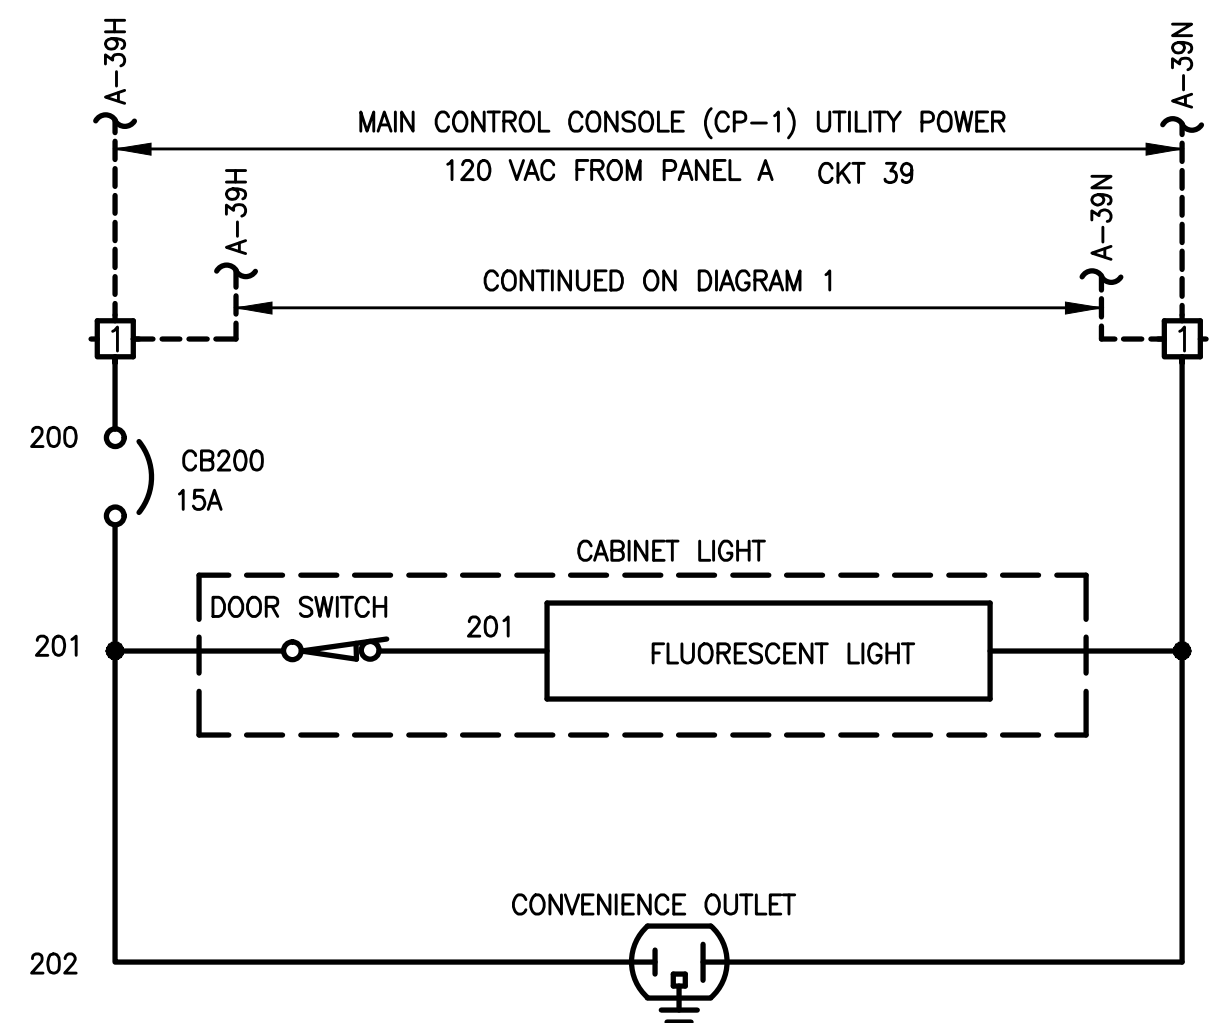 A-39H
A-39N
MAIN CONTROL CONSOLE (CP-1) UTILITY POWER
120 VAC FROM PANEL A CKT 39
A-39H
A-39N
CONTINUED ON DIAGRAM 1
1
1
200
CB200
15A
CABINET LIGHT
DOOR SWITCH
201
201
FLUORESCENT LIGHT
CONVENIENCE OUTLET
202